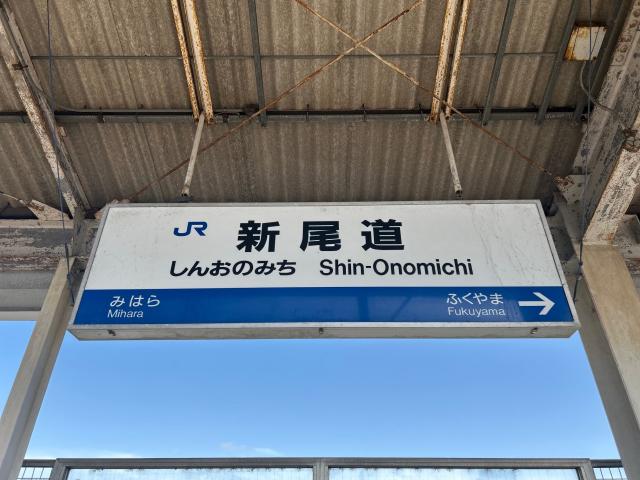 JR 新尾道
しんおのみち Shin-Onomichi
みはら ふくやま
Mihara Fukuyama